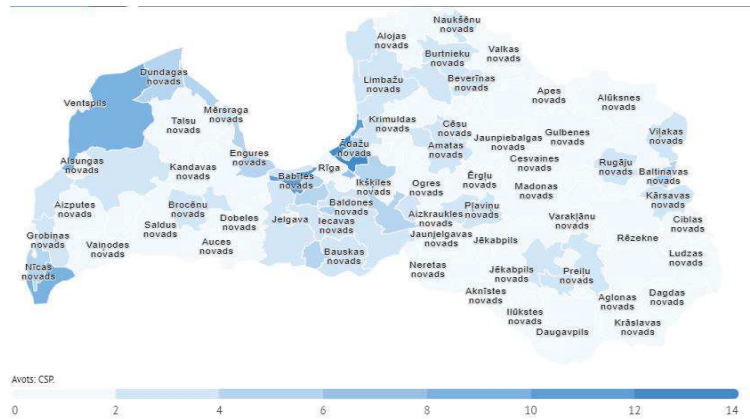 Naukšēnu
novads
Alojas
novads
Burtnieku
novads
Valkas
novads
Dundagas
novads
Limbažu
novads
Beverīnas
novads
Ventspils
Apes
novads
Alūksnes
novads
Mērsraga
novads
Talsu
novads
Krimuldas
novads
Cēsu
novads
Jaunpiebalgas
novads
Gulbenes
novads
Viļakas
novads
Ādažu
novads
Amatas
novads
Engures
novads
Cesvaines
novads
Rugāju
novads
Alsungas
novads
Kandavas
novads
Rīga
Babītes
novads
Ikšķiles
novads
Ogres
novads
Ērgļu
novads
Madonas
novads
Baltinavas
novads
Kārsavas
novads
Aizputes
novads
Brocēnu
novads
Baldones
novads
Aizkraukles
novads
Pļaviņu
novads
Saldus
novads
Dobeles
novads
Jelgava
Iecavas
novads
Varakļānu
novads
Ciblas
novads
Grobiņas
novads
Vaiņodes
novads
Auces
novads
Jaunjelgavas
novads
Jēkabpils
Rēzekne
Bauskas
novads
Ludzas
novads
Nīcas
novads
Neretas
novads
Jēkabpils
novads
Preiļu
novads
Aknīstes
novads
Aglonas
novads
Dagdas
novads
Ilūkstes
novads
Krāslavas
novads
Daugavpils
Avots: CSP.
0 2 4 6 8 10 12 14